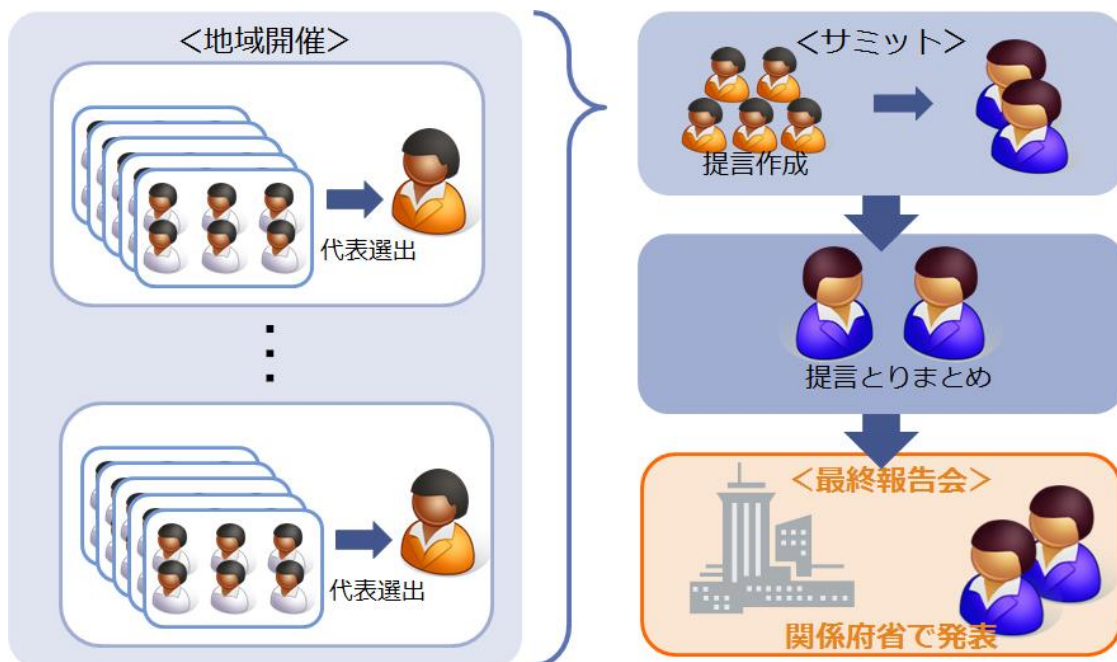 <地域開催>
代表選出
代表選出
<サミット>
提言作成
提言とりまとめ
<最終報告会>
関係府省で発表